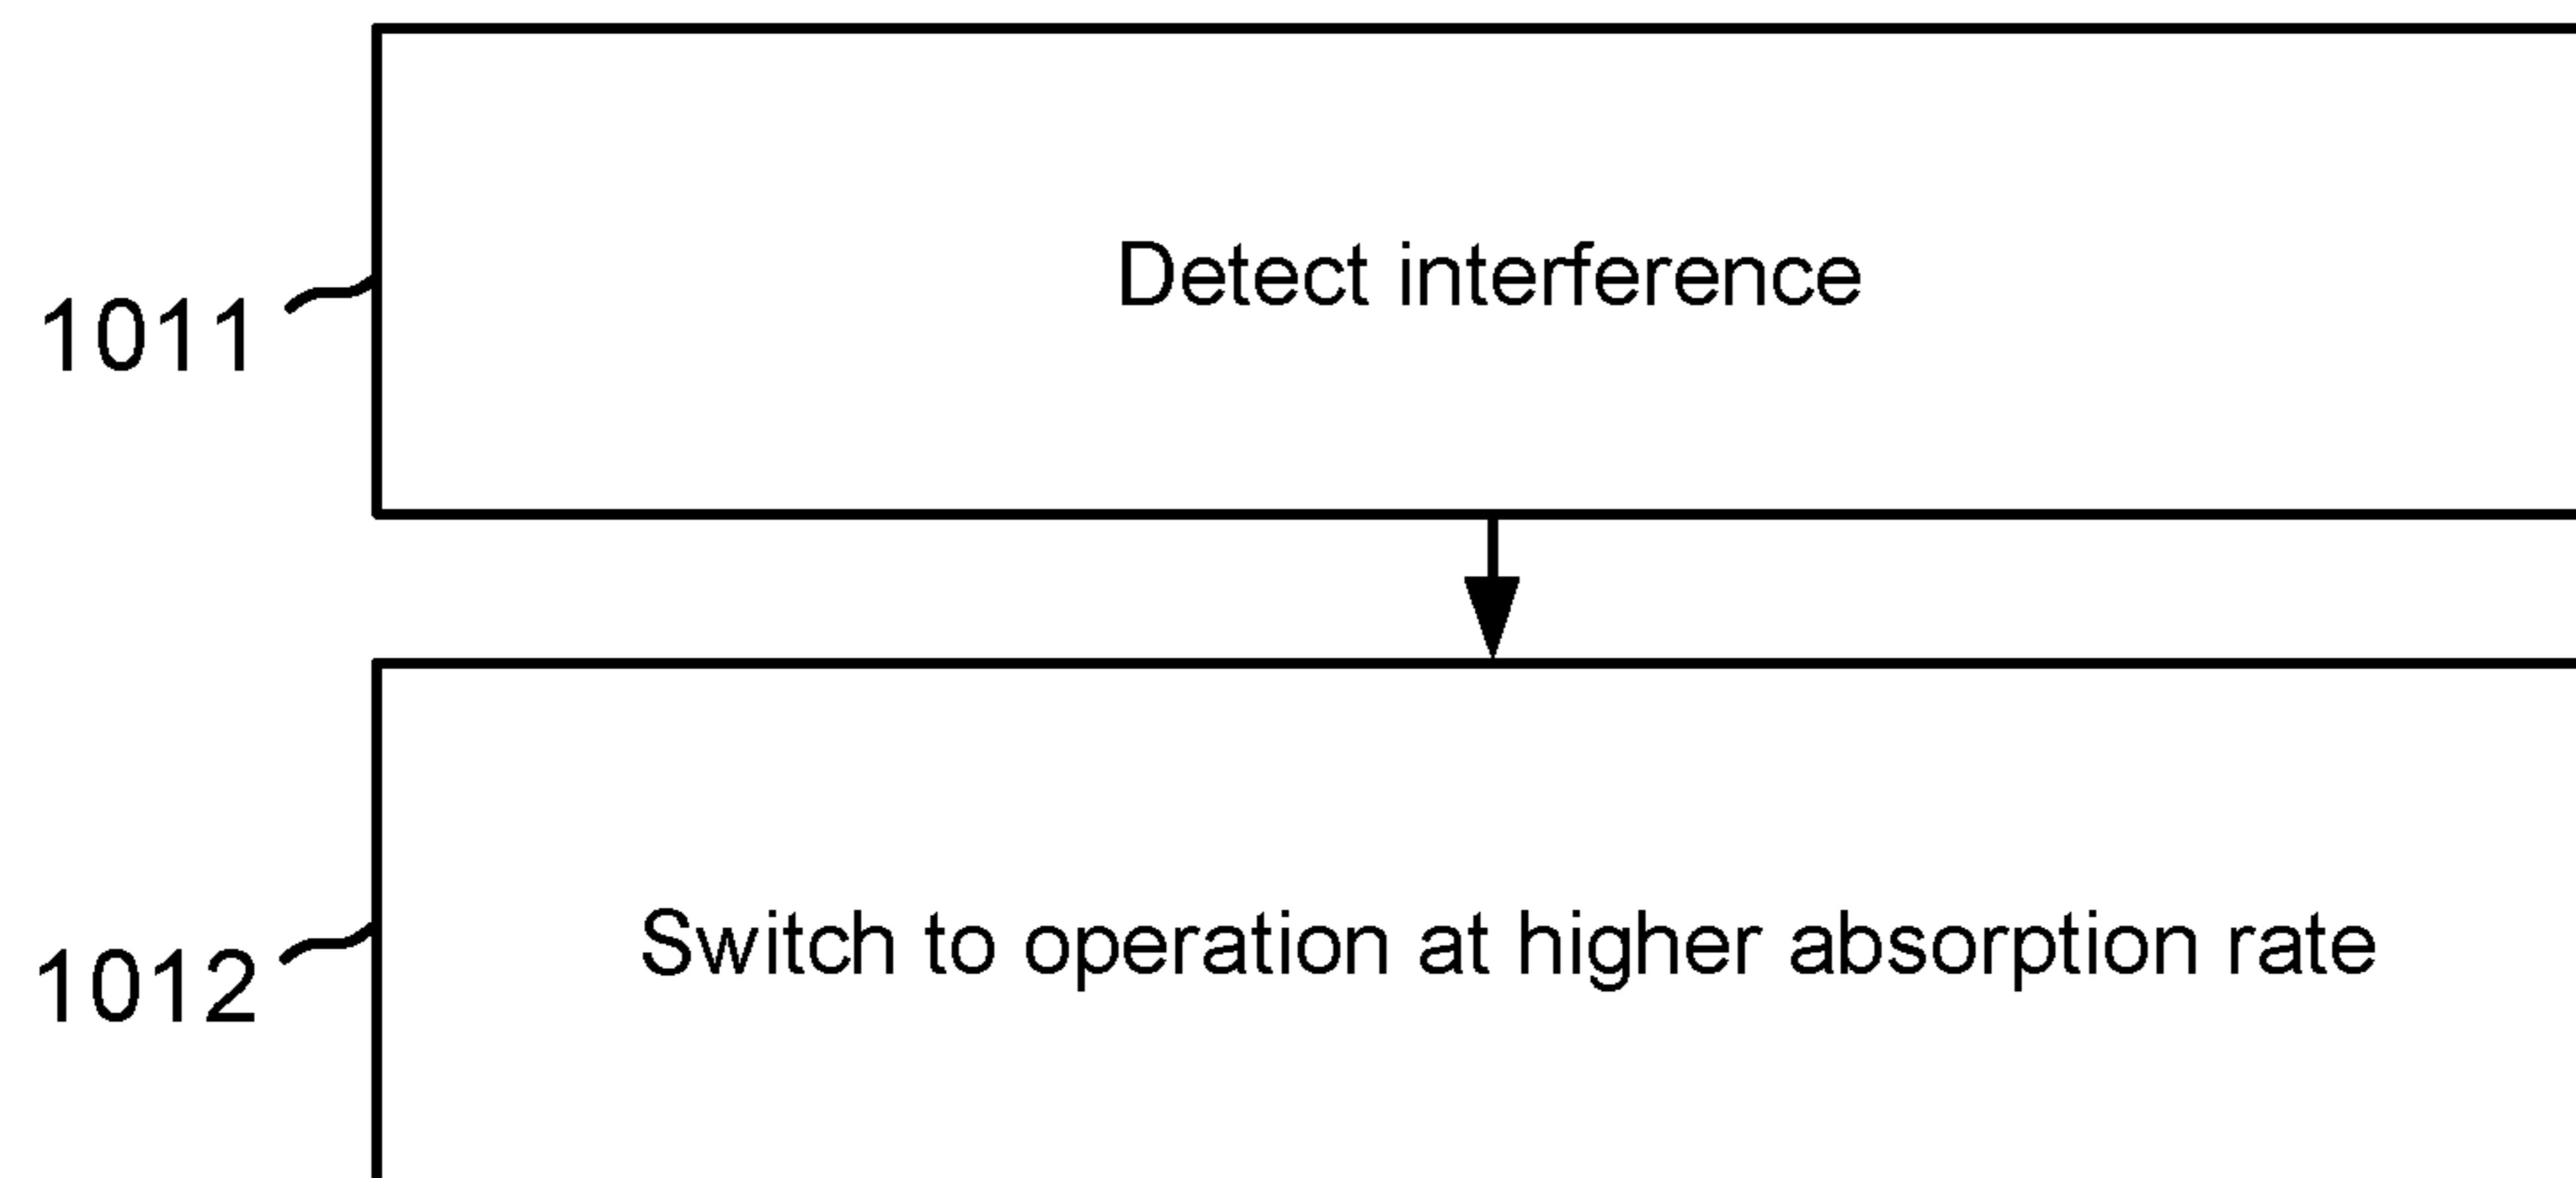 Detect interference
1011
Switch to operation at higher absorption rate
1012